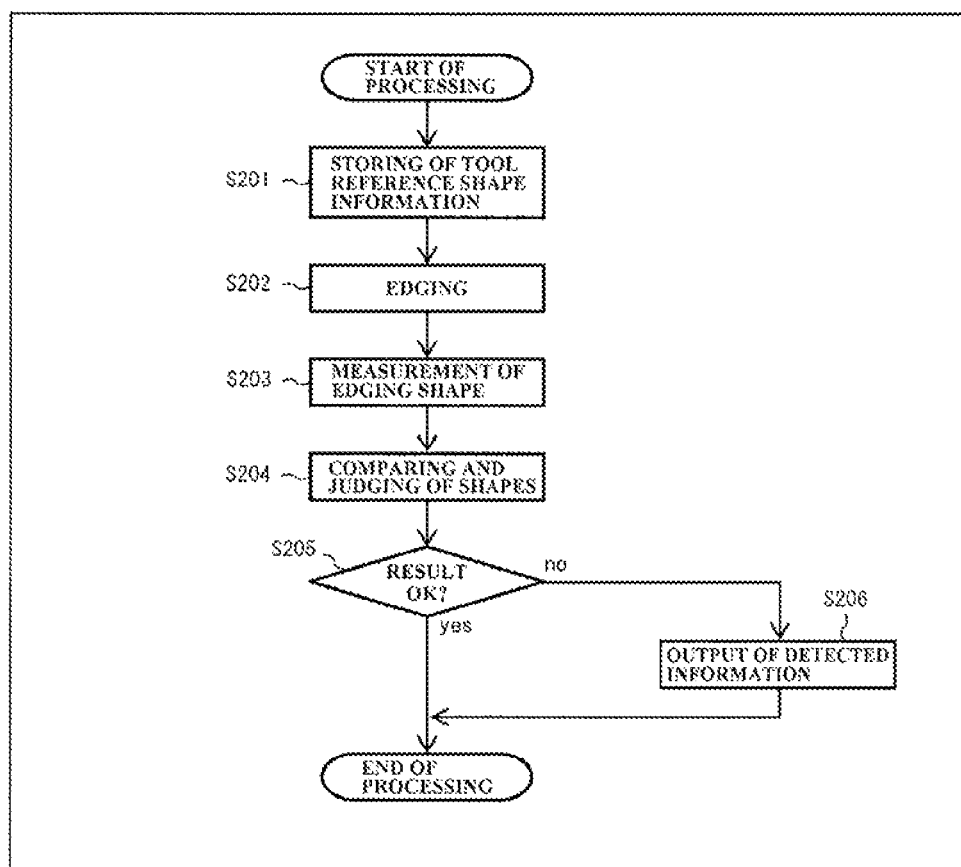 START OF
PROCESSING
S201
STORING OF TOOL
REFERENCE SHAPE
INFORMATION
S202
EDGING
S203
MEASUREMENT OF
EDGING SHAPE
S204
COMPARING AND
JUDGING OF SHAPES
S205
RESULT
OK?
no
yes
S206
OUTPUT OF DETECTED
INFORMATION
END OF
PROCESSING